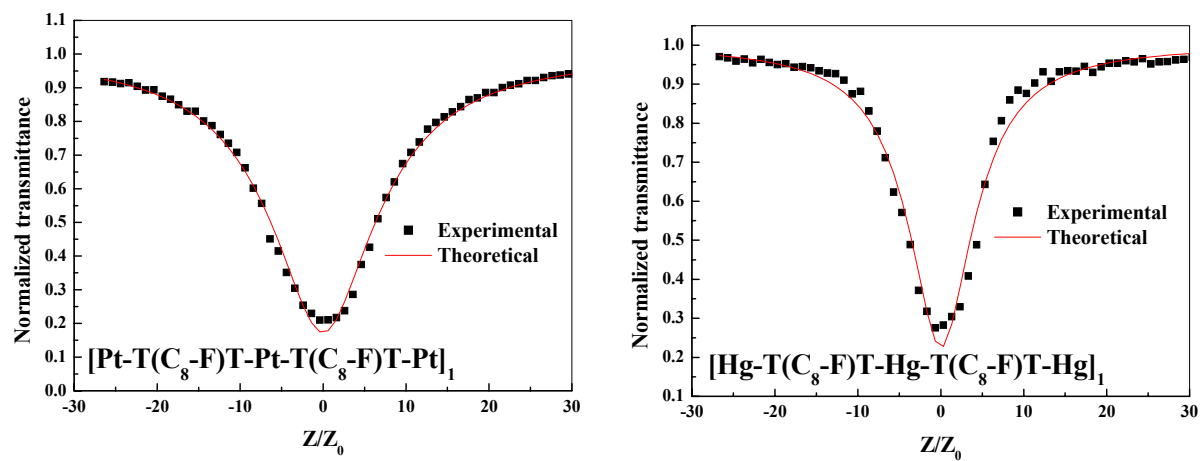 1.1
1.0
0.9
0.8
0.7
0.6
0.5
0.4
0.3
0.2
0.1
0.0
Normalized transmittance
Experimental
Theoretical
[Pt-T(C₈-F)T-Pt-T(C₈-F)T-Pt]₁
-30 -20 -10 0 10 20 30
Z/Z₀
1.0
0.9
0.8
0.7
0.6
0.5
0.4
0.3
0.2
0.1
Normalized transmittance
Experimental
Theoretical
[Hg-T(C₈-F)T-Hg-T(C₈-F)T-Hg]₁
-30 -20 -10 0 10 20 30
Z/Z₀